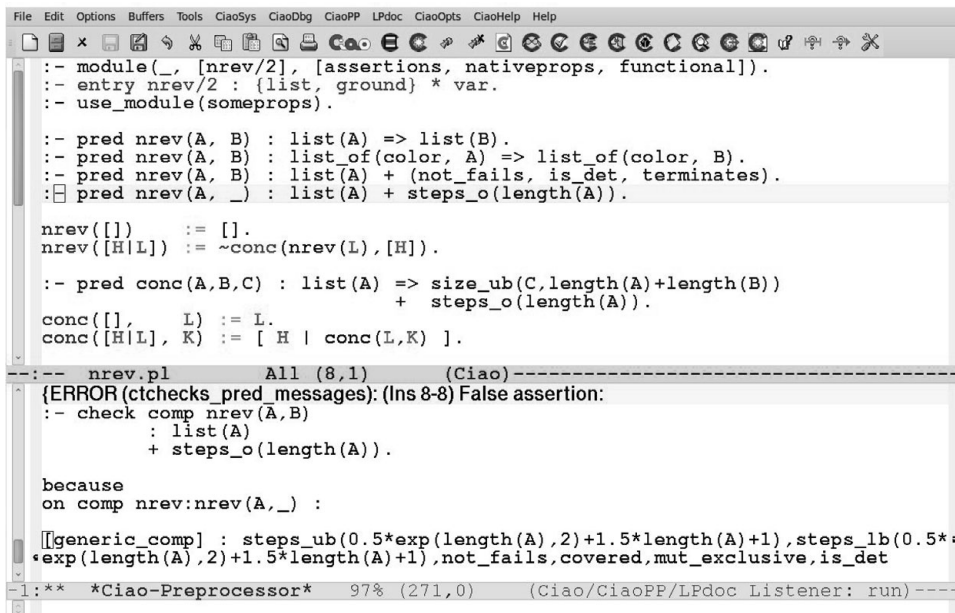 File Edit Options Buffers Tools CiaoSys CiaoDbg CiaoPP LPdoc CiaoOpts CiaoHelp Help
:- module(_, [nrev/2], [assertions, nativeprops, functional]).
:- entry nrev/2 : {list, ground} * var.
:- use_module(someprops).
:- pred nrev(A, B) : list(A) => list(B).
:- pred nrev(A, B) : list_of(color, A) => list_of(color, B).
:- pred nrev(A, B) : list(A) + (not_fails, is_det, terminates).
:- pred nrev(A, _) : list(A) + steps_o(length(A)).
nrev([]) := [].
nrev([H|L]) := ~conc(nrev(L),[H]).
:- pred conc(A,B,C) : list(A) => size_ub(C,length(A)+length(B))
+ steps_o(length(A)).
conc([], L) := L.
conc([H|L], K) := [ H | conc(L,K) ].
--:-- nrev.pl All (8,1) (Ciao)--------------------------------------
{ERROR (ctchecks_pred_messages): (lns 8-8) False assertion:
:- check comp nrev(A,B)
: list(A)
+ steps_o(length(A)).
because
on comp nrev:nrev(A,_) :
[generic_comp] : steps_ub(0.5*exp(length(A),2)+1.5*length(A)+1),steps_lb(0.5*
exp(length(A),2)+1.5*length(A)+1),not_fails,covered,mut_exclusive,is_det
-1:** *Ciao-Preprocessor* 97% (271,0) (Ciao/CiaoPP/LPdoc Listener: run)----